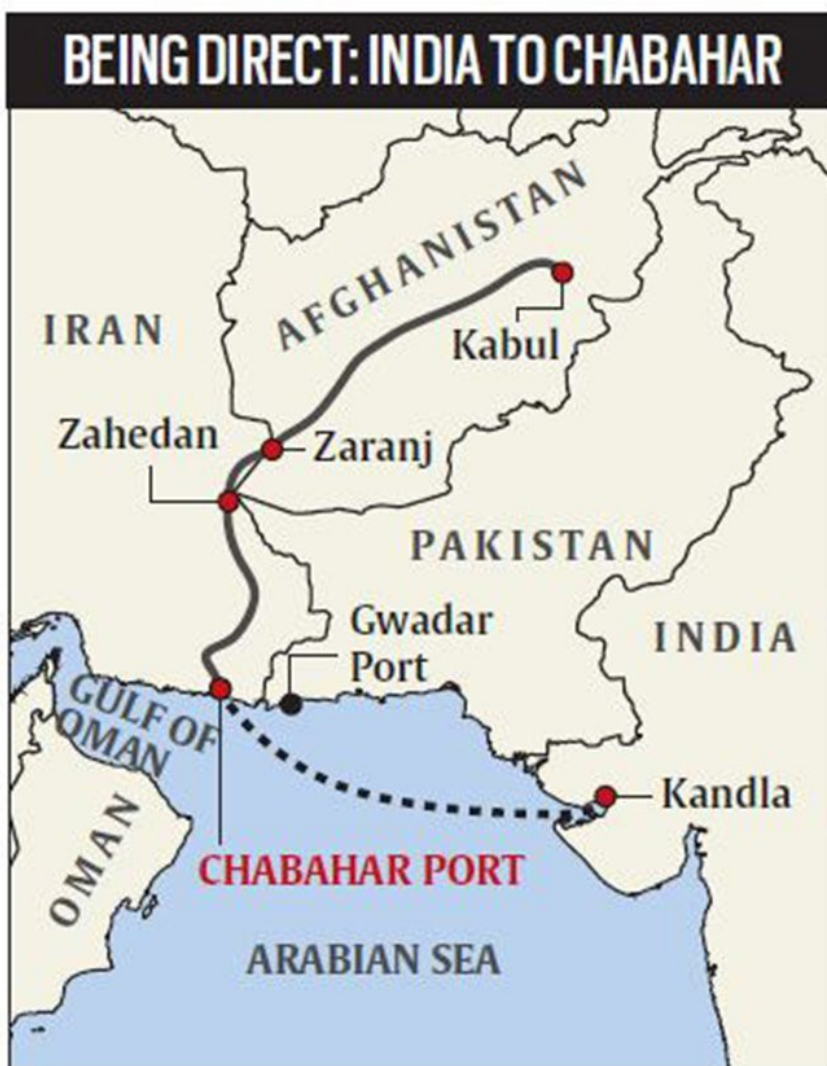 BEING DIRECT: INDIA TO CHABAHAR
AFGHANISTAN
IRAN
Kabul
Zahedan
Zaranj
PAKISTAN
Gwadar
Port
INDIA
GULF OF
OMAN
Kandla
OMAN
CHABAHAR PORT
ARABIAN SEA